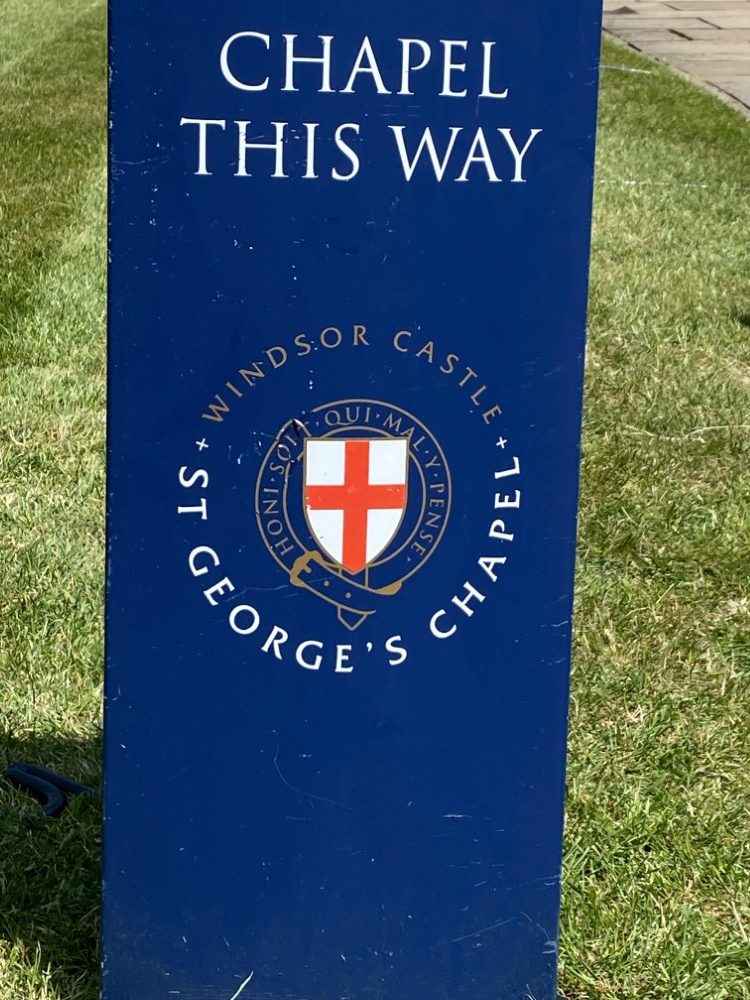 CHAPEL
THIS WAY
WINDSOR CASTLE
HONI · SOIT · QUI · MAL · Y · PENSE ·
+ ST GEORGE'S CHAPEL +